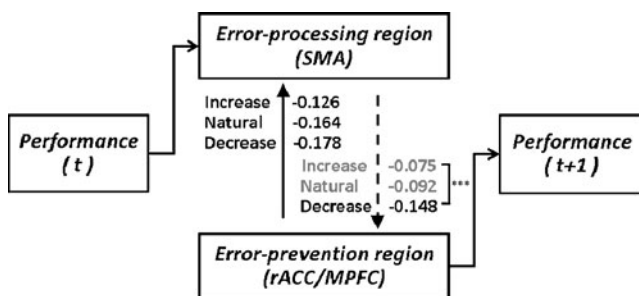 Error-processing region
(SMA)
Increase -0.126
Natural -0.164
Decrease -0.178
Performance
(t)
Performance
(t+1)
Increase -0.075
Natural -0.092
Decrease -0.148
***
Error-prevention region
(rACC/MPFC)